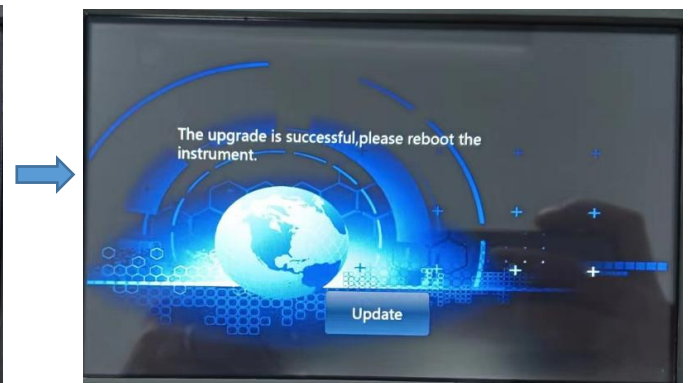 The upgrade is successful,please reboot the
instrument.
Update